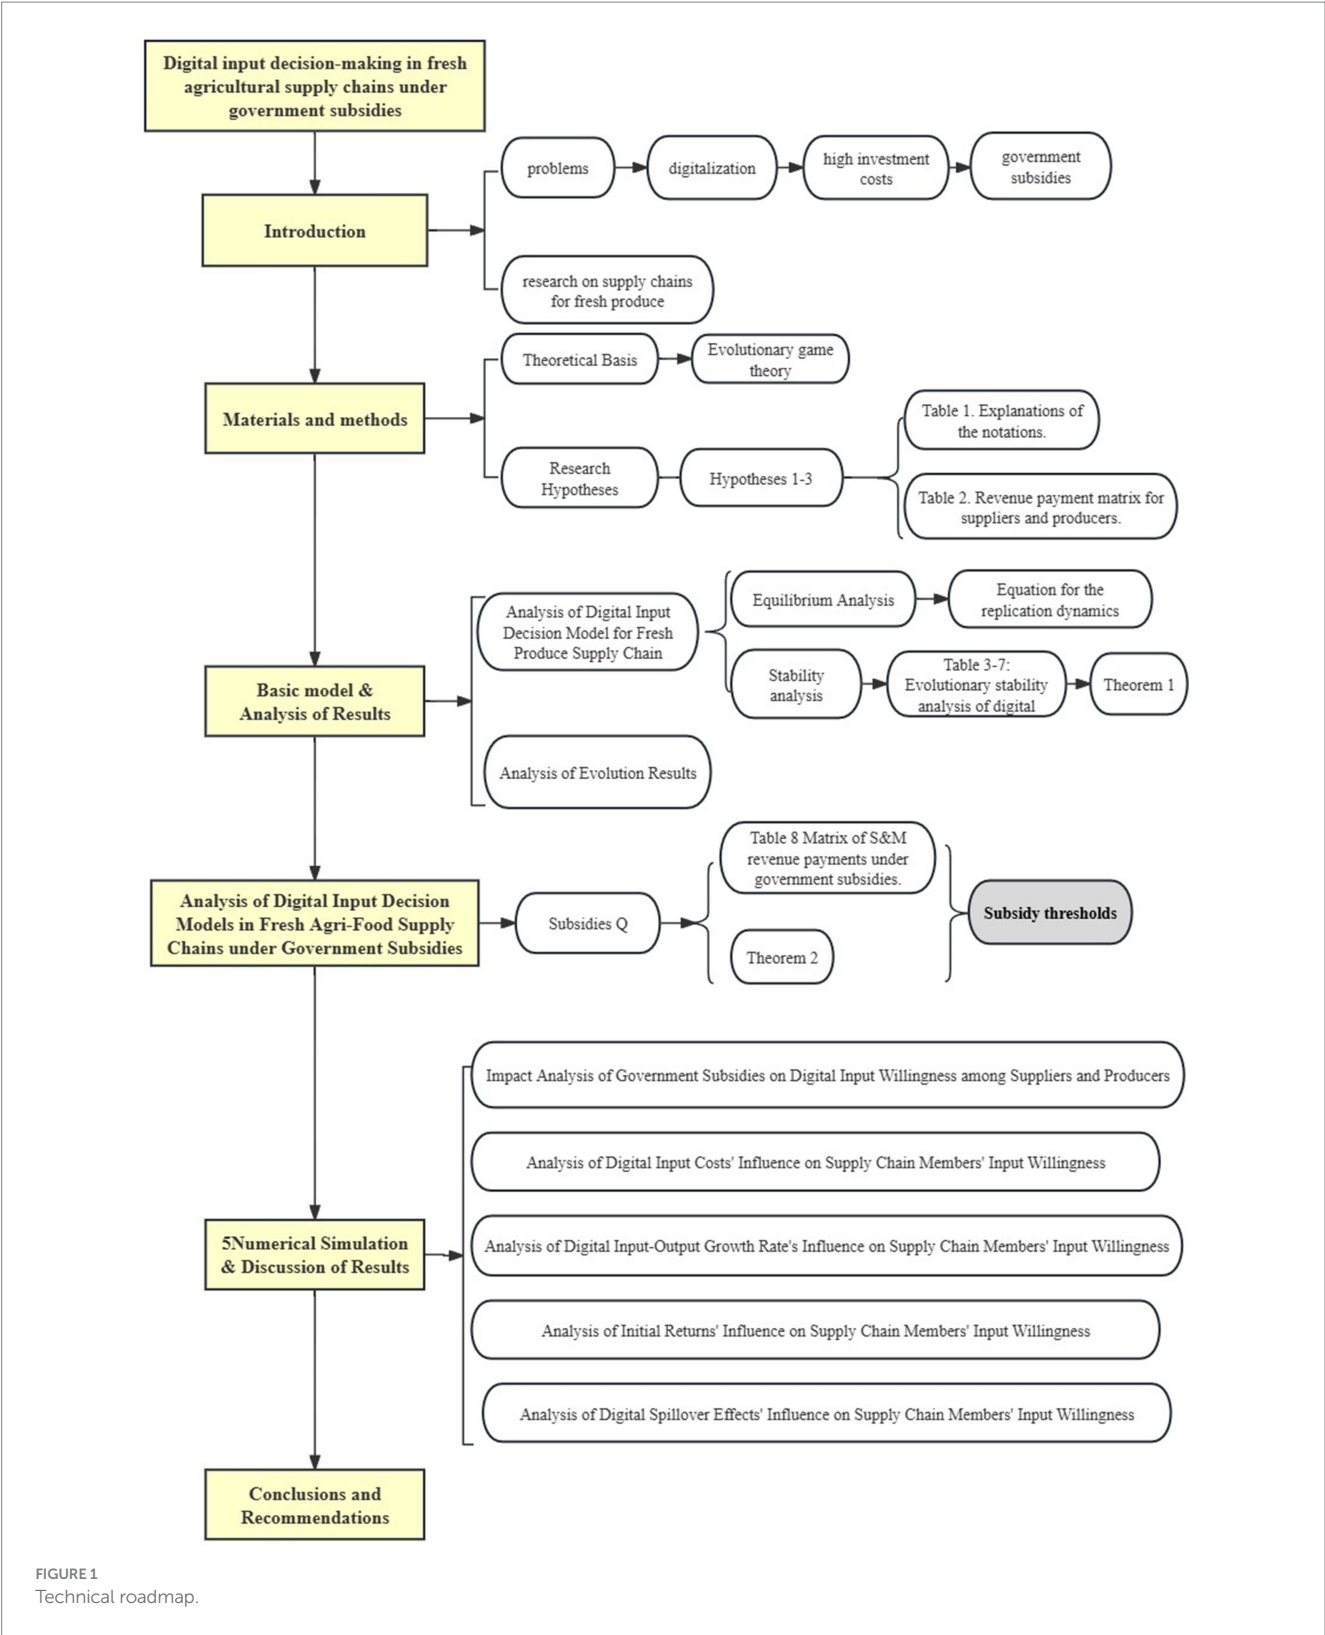 Digital input decision-making in fresh
agricultural supply chains under
government subsidies
Introduction
problems
digitalization
high investment
costs
government
subsidies
research on supply chains
for fresh produce
Materials and methods
Theoretical Basis
Evolutionary game
theory
Research
Hypotheses
Hypotheses 1-3
Table 1. Explanations of
the notations.
Table 2. Revenue payment matrix for
suppliers and producers.
Basic model &
Analysis of Results
Analysis of Digital Input
Decision Model for Fresh
Produce Supply Chain
Equilibrium Analysis
Equation for the
replication dynamics
Stability
analysis
Table 3-7:
Evolutionary stability
analysis of digital
Theorem 1
Analysis of Evolution Results
Analysis of Digital Input Decision
Models in Fresh Agri-Food Supply
Chains under Government Subsidies
Subsidies Q
Table 8 Matrix of S&M
revenue payments under
government subsidies.
Theorem 2
Subsidy thresholds
5Numerical Simulation
& Discussion of Results
Impact Analysis of Government Subsidies on Digital Input Willingness among Suppliers and Producers
Analysis of Digital Input Costs' Influence on Supply Chain Members' Input Willingness
Analysis of Digital Input-Output Growth Rate's Influence on Supply Chain Members' Input Willingness
Analysis of Initial Returns' Influence on Supply Chain Members' Input Willingness
Analysis of Digital Spillover Effects' Influence on Supply Chain Members' Input Willingness
Conclusions and
Recommendations
FIGURE 1
Technical roadmap.